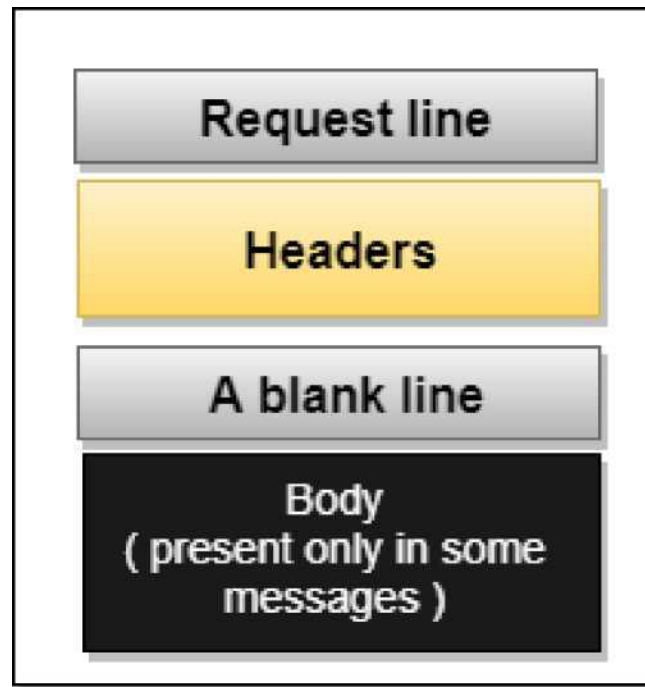 Request line
Headers
A blank line
Body
( present only in some
messages )